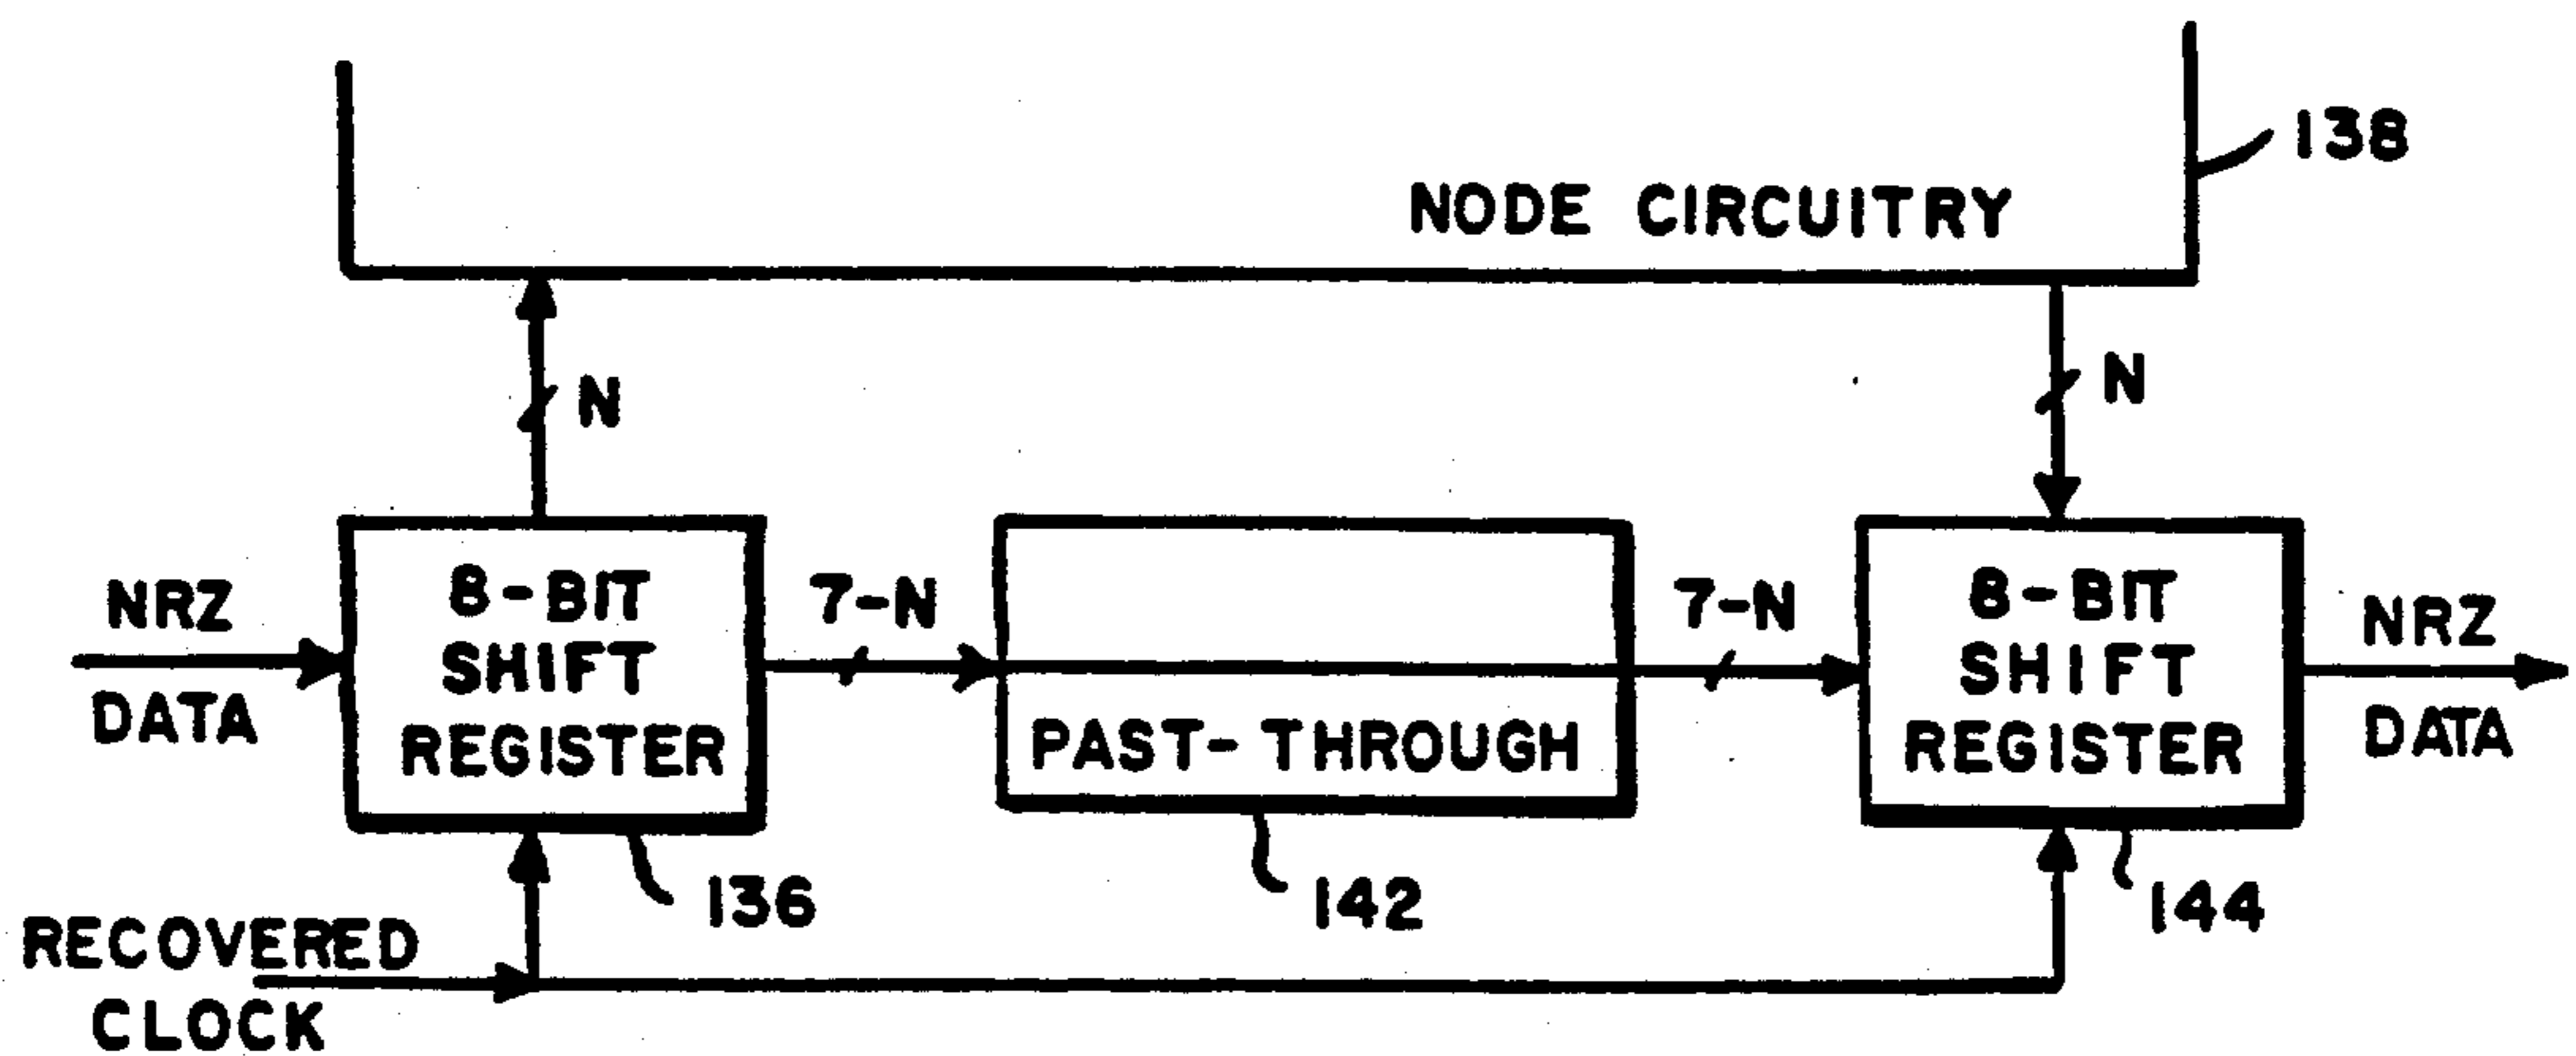 138
NODE CIRCUITRY
N
N
NRZ
DATA
8-BIT
SHIFT
REGISTER
7-N
PAST-THROUGH
7-N
8-BIT
SHIFT
REGISTER
NRZ
DATA
136
142
144
RECOVERED
CLOCK